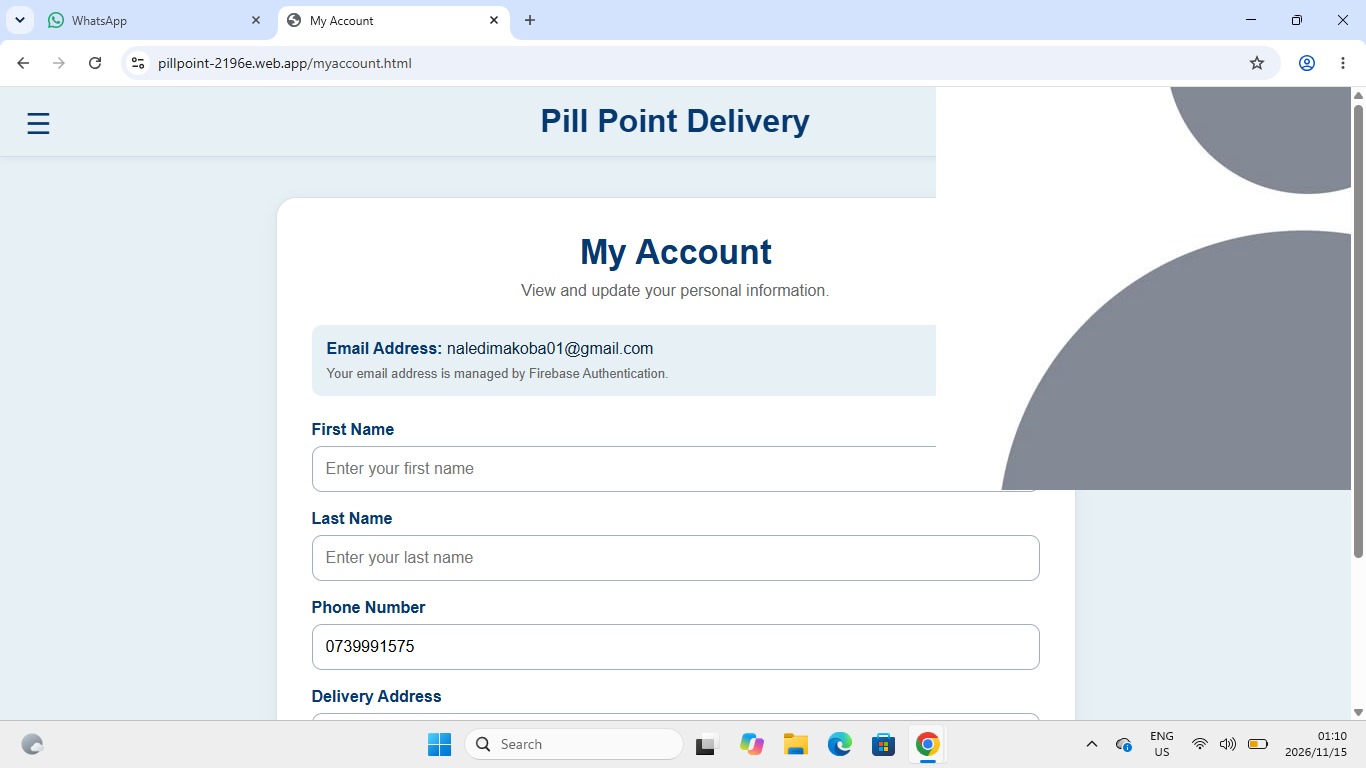 WhatsApp
My Account
pillpoint-2196e.web.app/myaccount.html
☰
Pill Point Delivery
My Account
View and update your personal information.
Email Address: naledimakoba01@gmail.com
Your email address is managed by Firebase Authentication.
First Name
Enter your first name
Last Name
Enter your last name
Phone Number
0739991575
Delivery Address
Search
ENG
US
01:10
2026/11/15